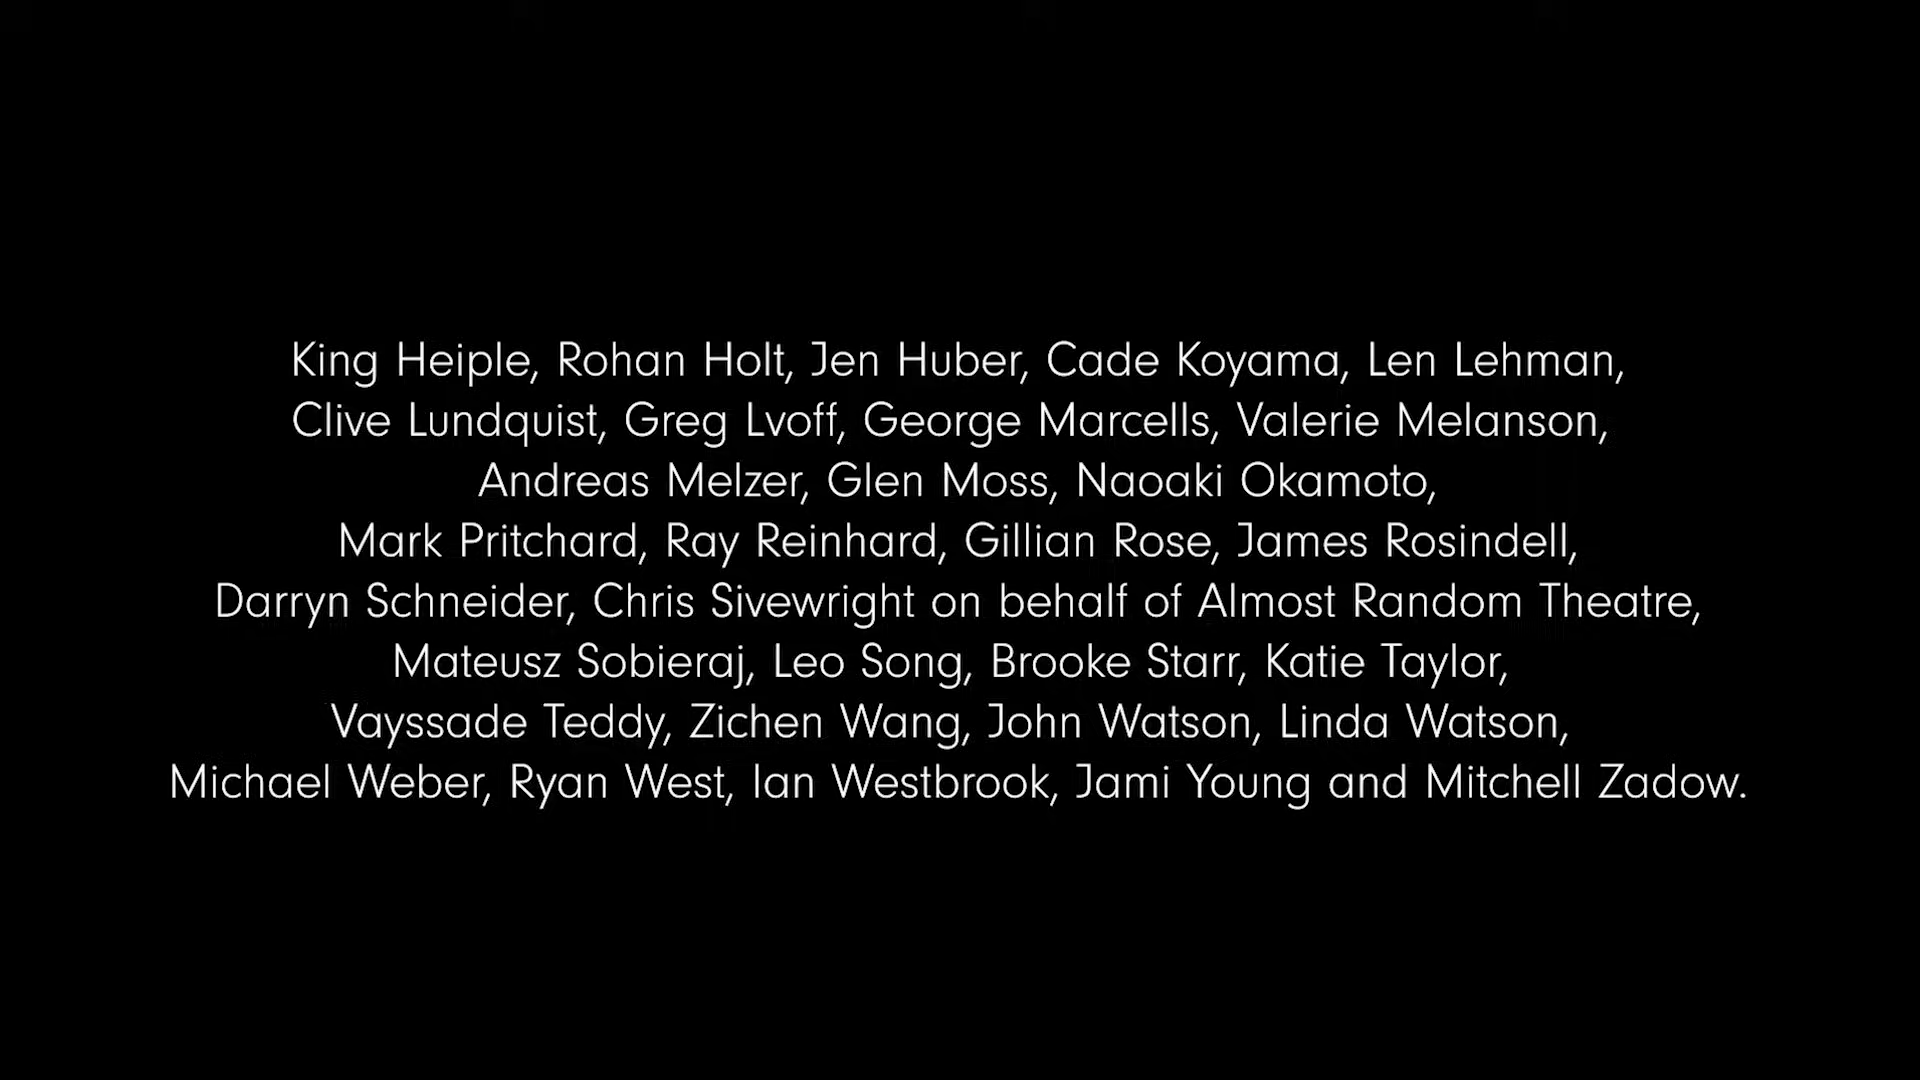 King Heiple, Rohan Holt, Jen Huber, Cade Koyama, Len Lehman,
Clive Lundquist, Greg Lvoff, George Marcells, Valerie Melanson,
Andreas Melzer, Glen Moss, Naoaki Okamoto,
Mark Pritchard, Ray Reinhard, Gillian Rose, James Rosindell,
Darryn Schneider, Chris Sivewright on behalf of Almost Random Theatre,
Mateusz Sobieraj, Leo Song, Brooke Starr, Katie Taylor,
Vayssade Teddy, Zichen Wang, John Watson, Linda Watson,
Michael Weber, Ryan West, Ian Westbrook, Jami Young and Mitchell Zadow.